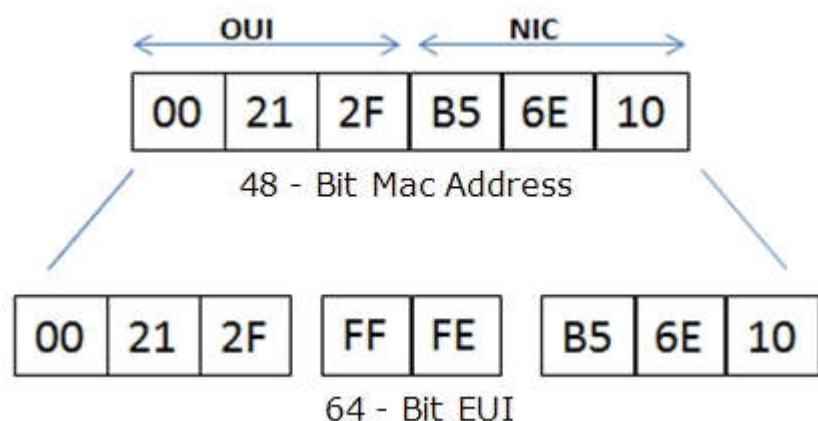 OUI NIC
00 21 2F B5 6E 10
48 - Bit Mac Address
00 21 2F FF FE B5 6E 10
64 - Bit EUI